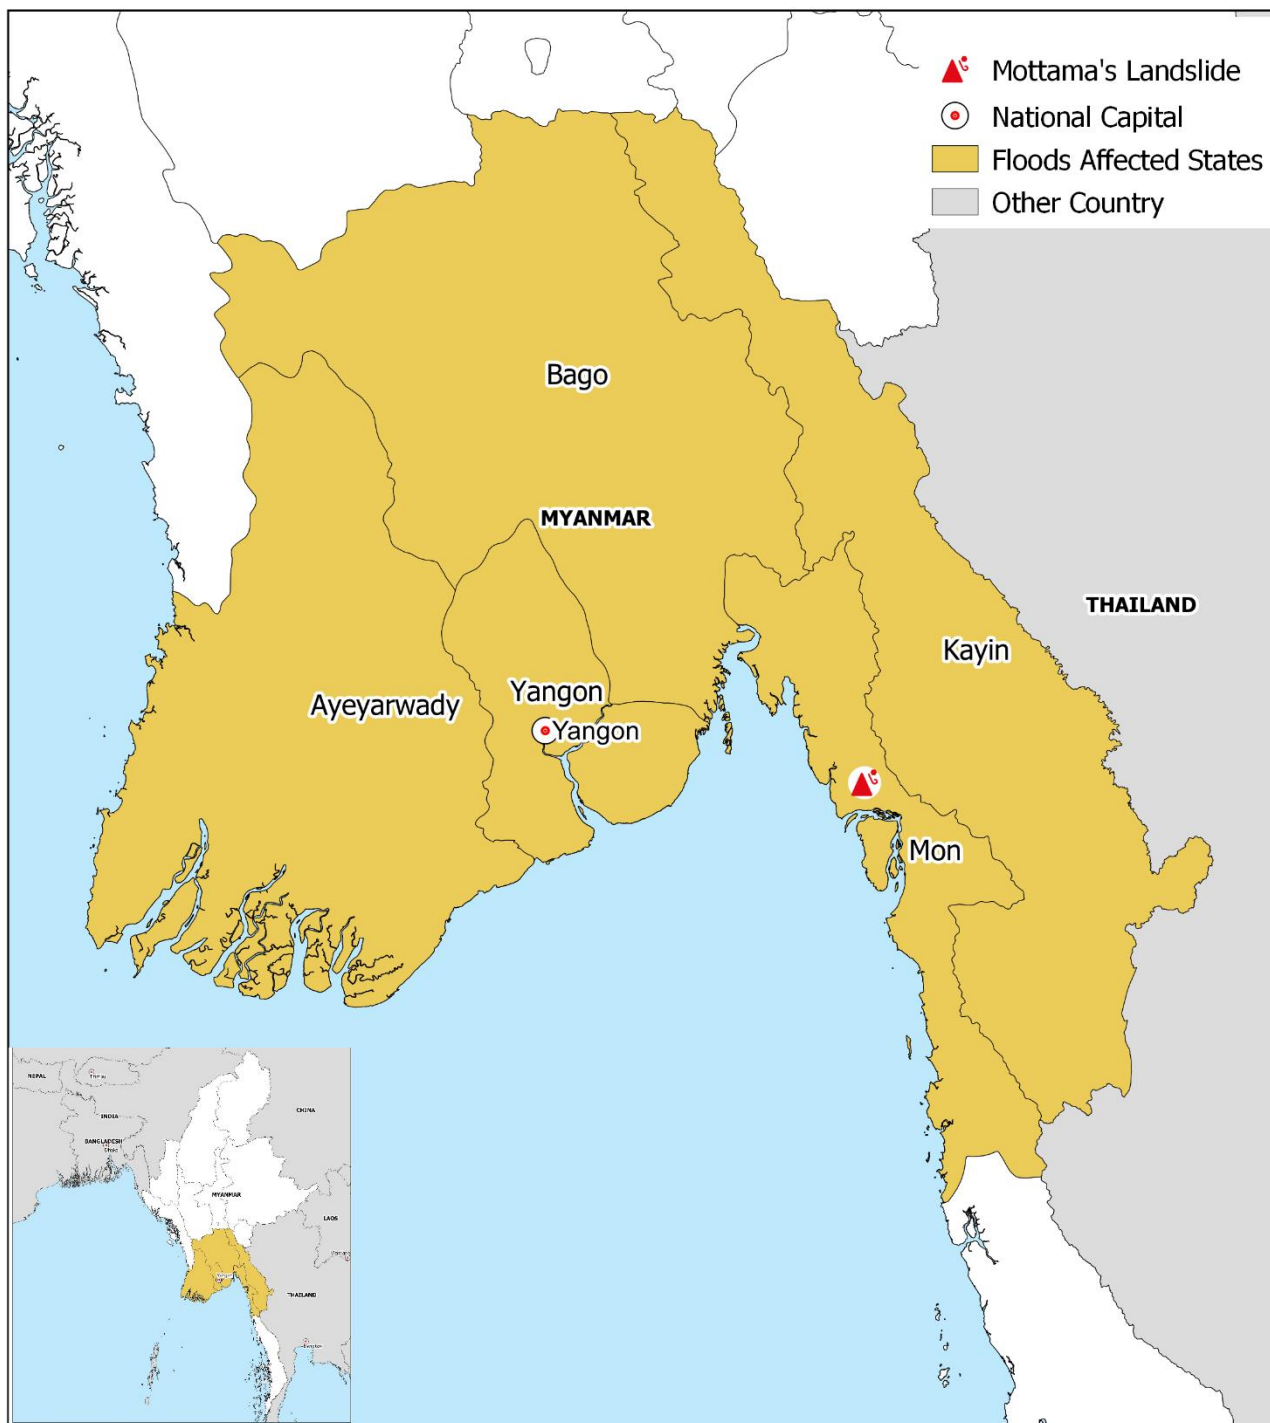 Mottama's Landslide
National Capital
Floods Affected States
Other Country
Bago
MYANMAR
THAILAND
Kayin
Yangon
Ayeyarwady
Yangon
Mon
NEPAL
CHINA
INDIA
BANGLADESH
Dhaka
MYANMAR
LAOS
THAILAND